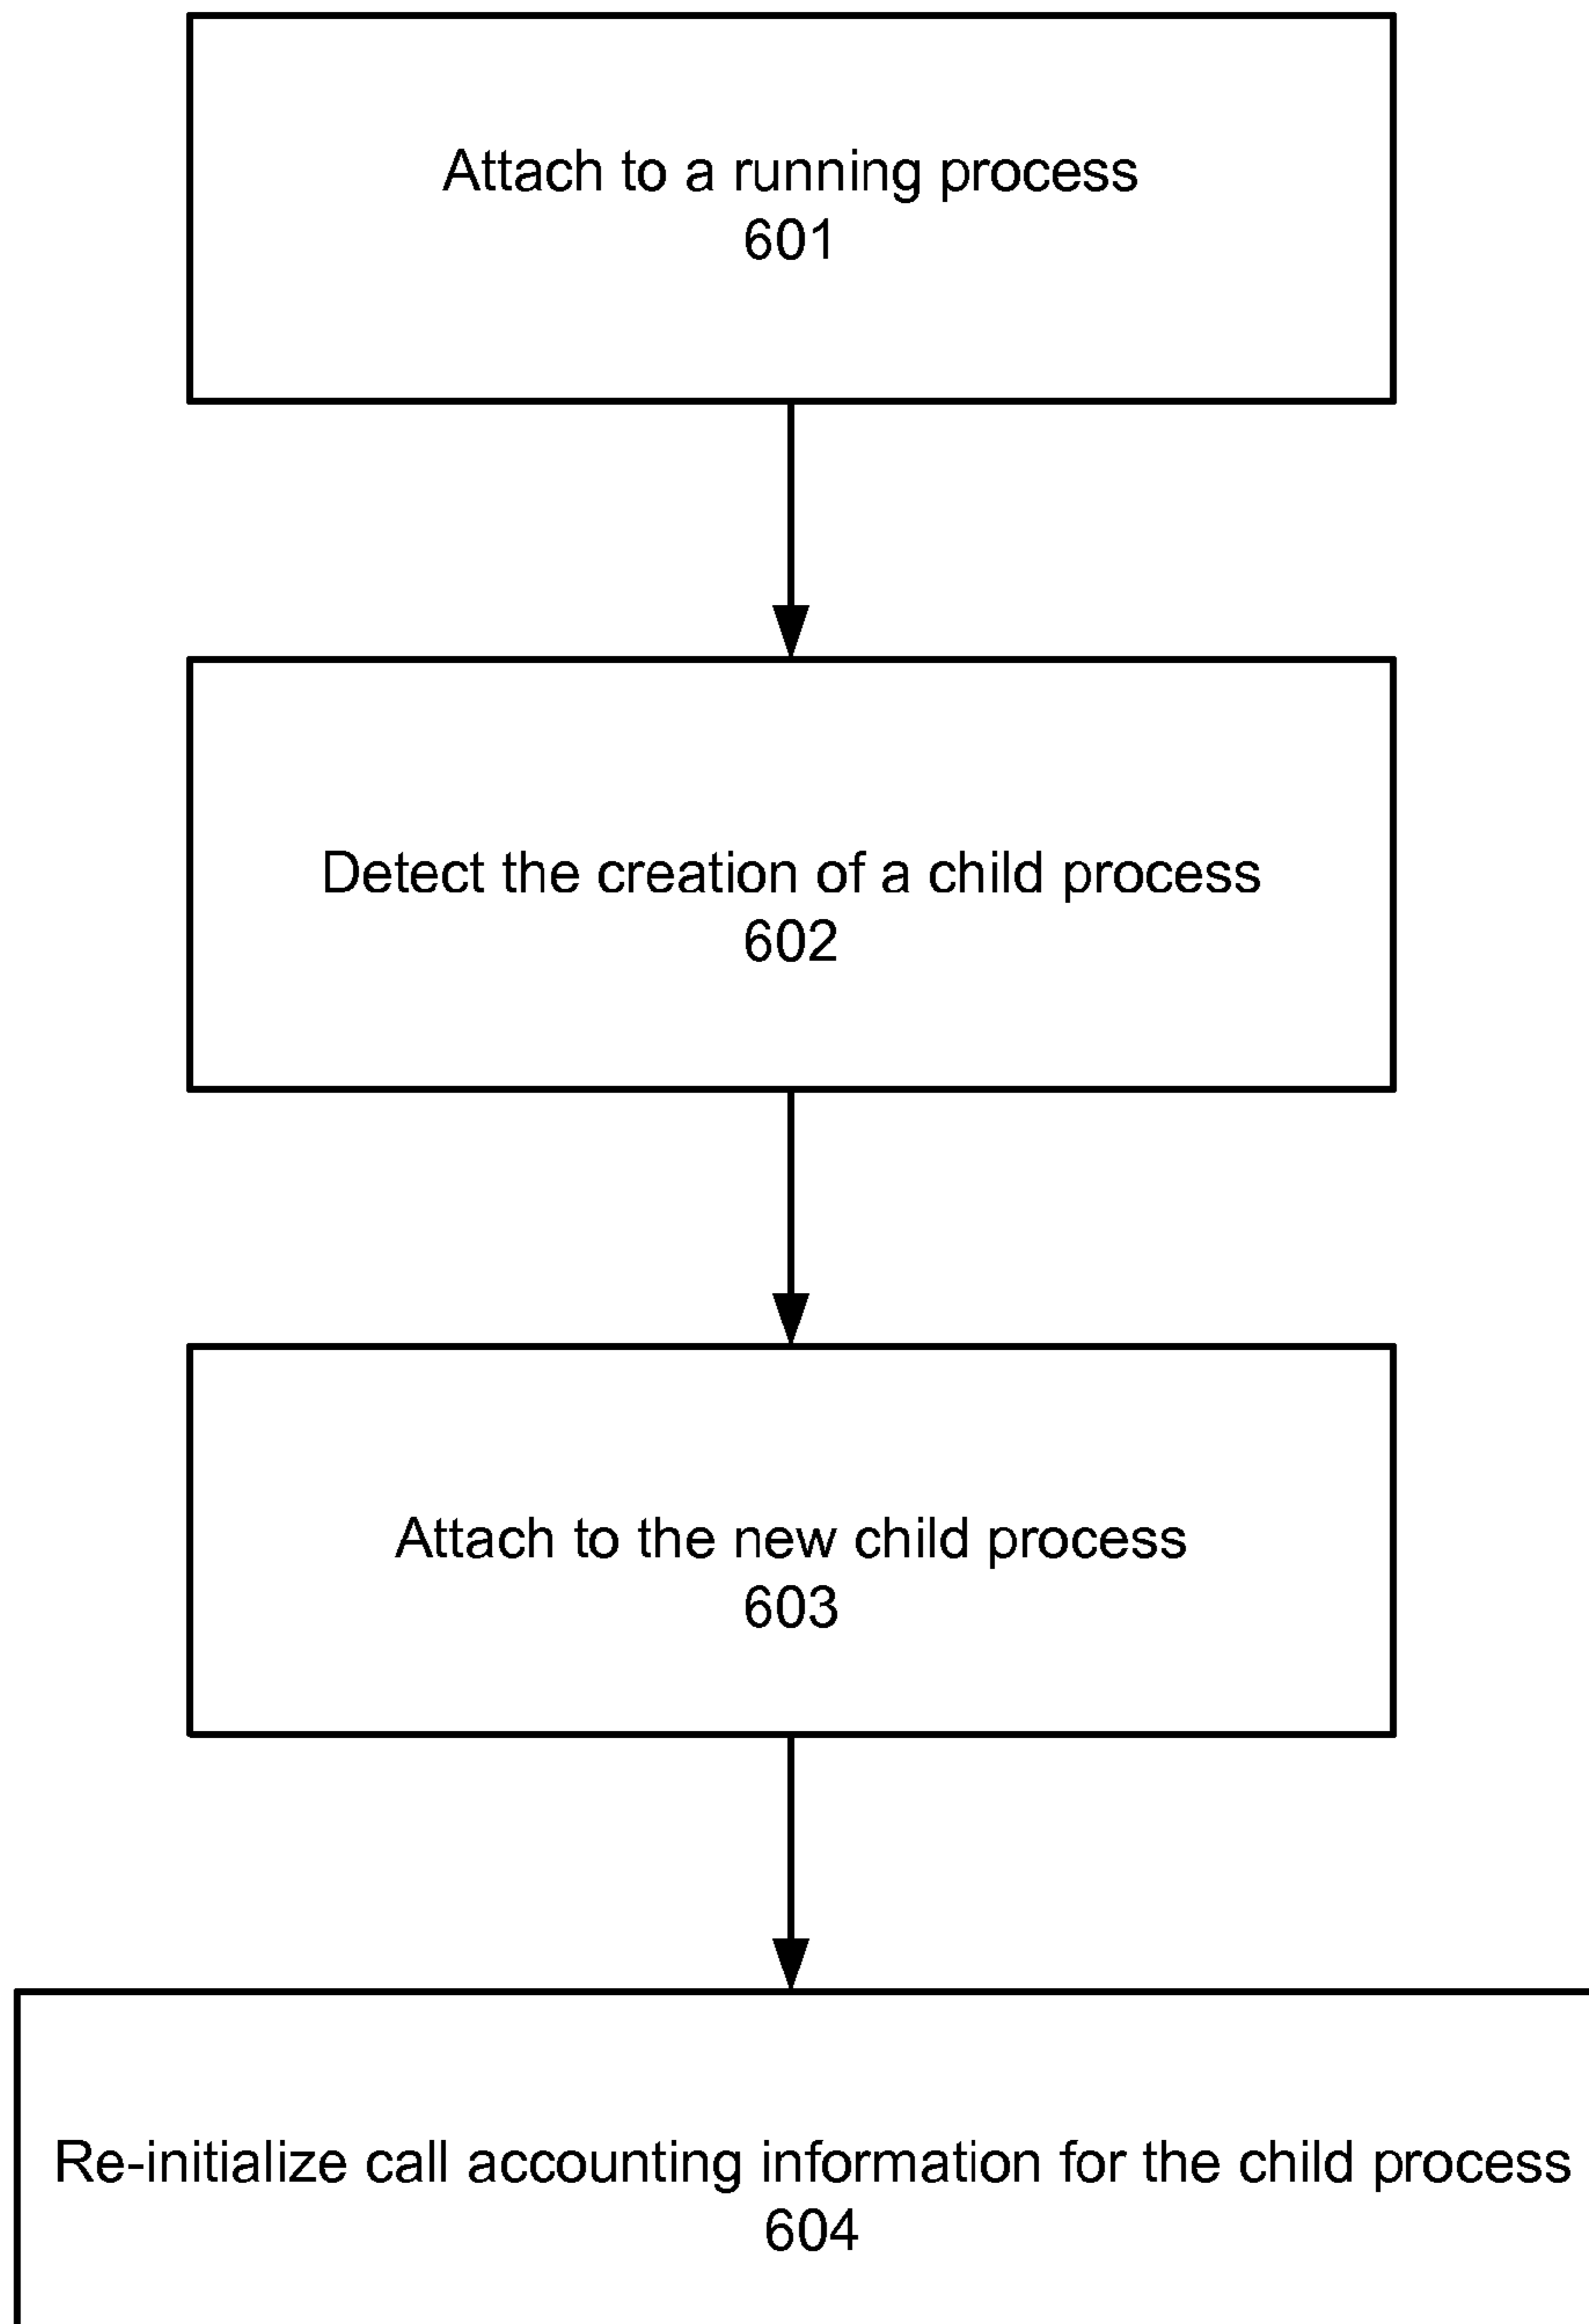 Attach to a running process
601
Detect the creation of a child process
602
Attach to the new child process
603
Re-initialize call accounting information for the child process
604